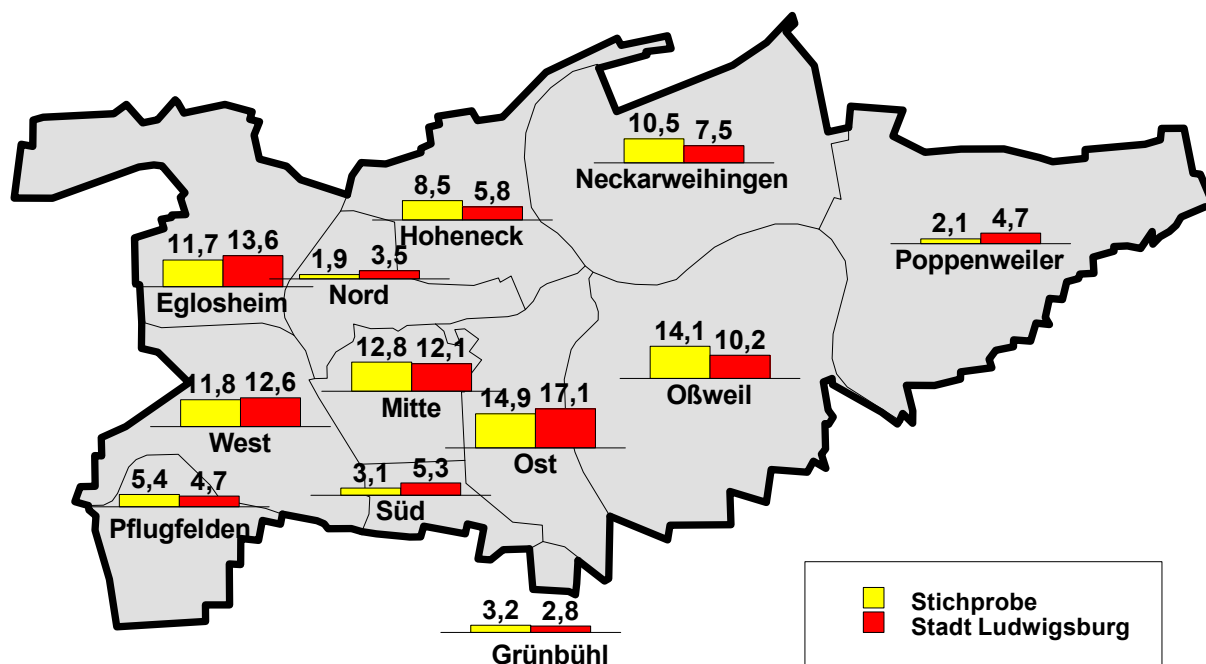 10,5 7,5
Neckarweihingen
8,5 5,8
Hoheneck
2,1 4,7
Poppenweiler
11,7 13,6
Eglosheim
1,9 3,5
Nord
14,1 10,2
Oßweil
12,8 12,1
Mitte
11,8 12,6
West
14,9 17,1
Ost
5,4 4,7
Pflugfelden
3,1 5,3
Süd
3,2 2,8
Grünbühl
Stichprobe
Stadt Ludwigsburg